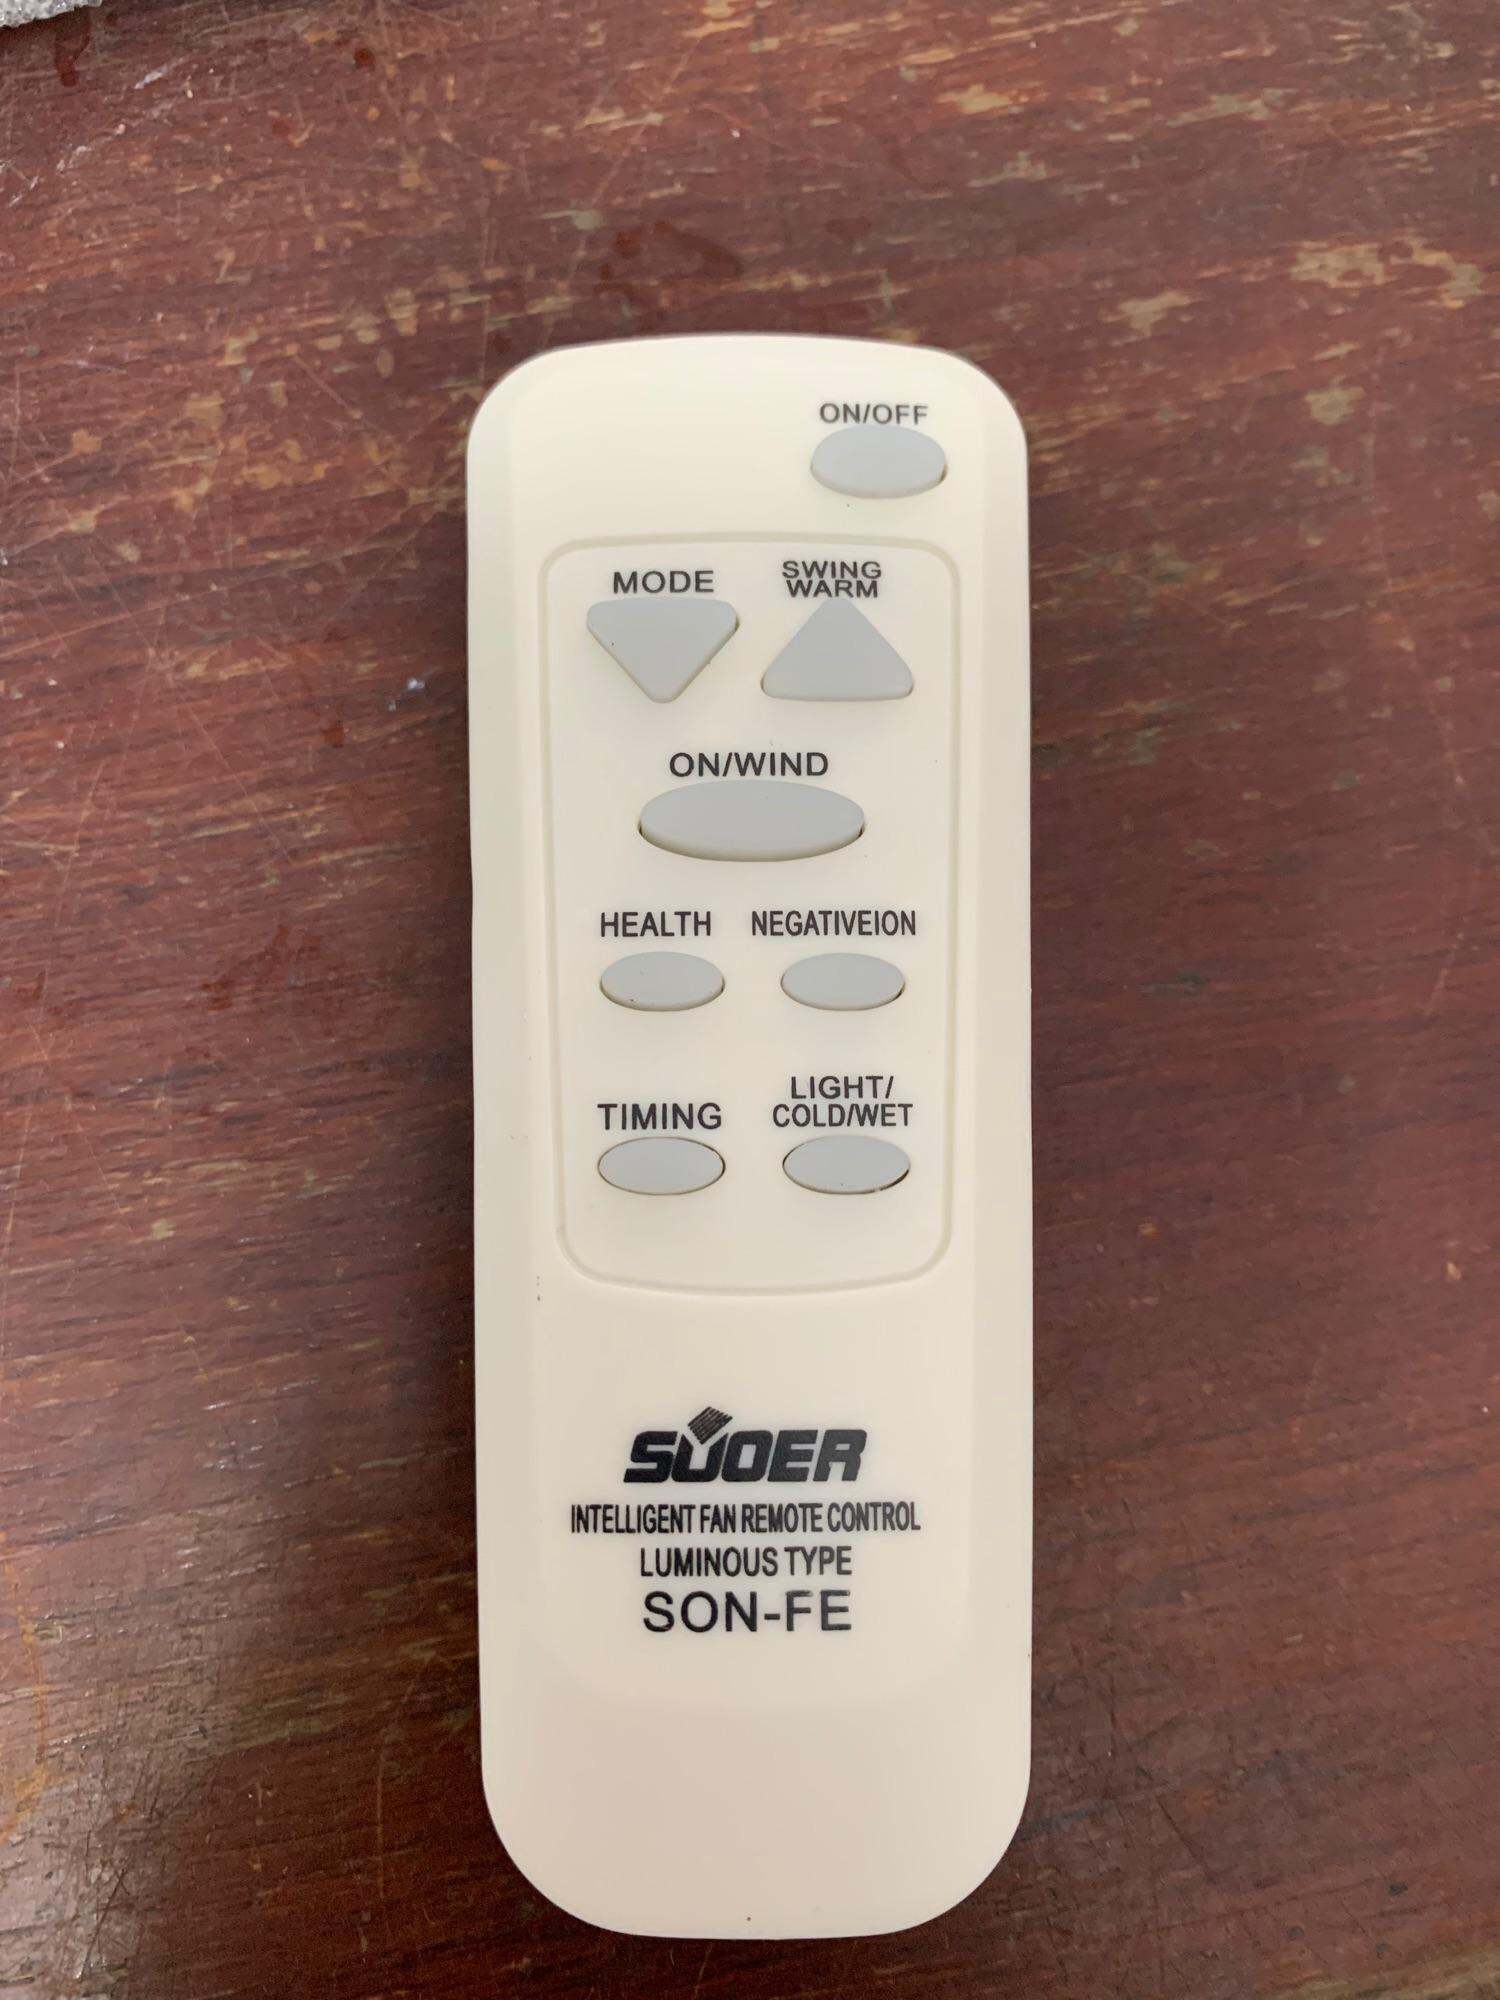 ON/OFF
MODE
SWING
WARM
ON/WIND
HEALTH
NEGATIVEION
TIMING
LIGHT/
COLD/WET
SUOER
INTELLIGENT FAN REMOTE CONTROL
LUMINOUS TYPE
SON-FE